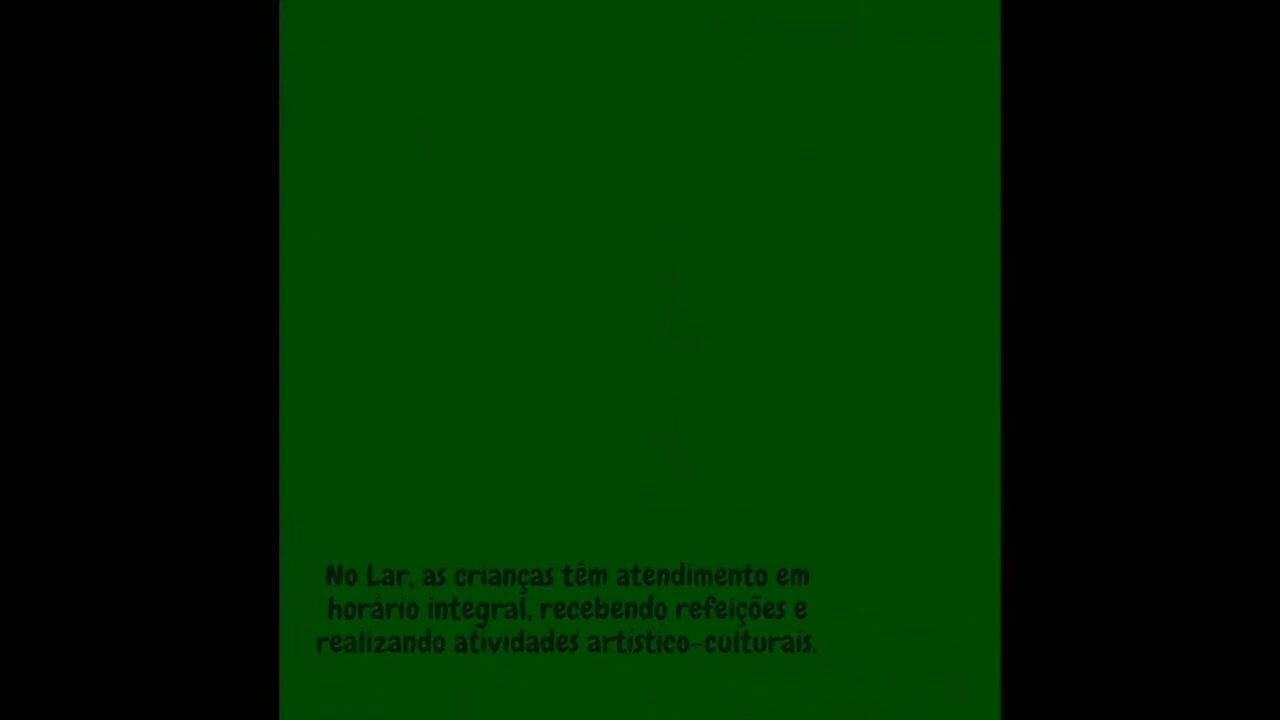 No Lar, as crianças têm atendimento em
horário integral, recebendo refeições e
realizando atividades artístico-culturais.